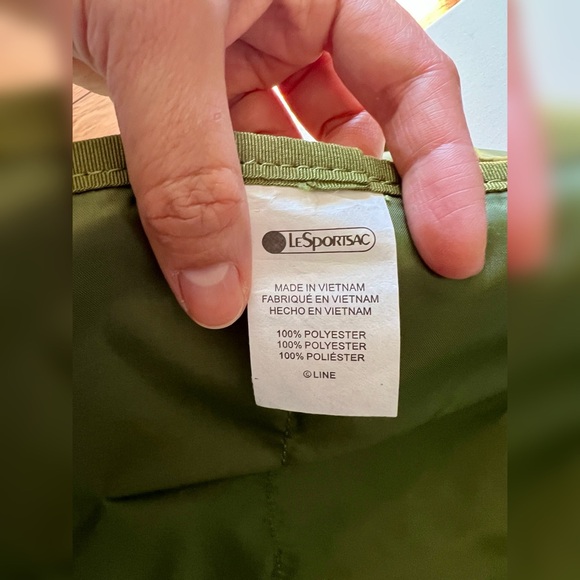 LeSportsac
MADE IN VIETNAM
FABRIQUÉ EN VIETNAM
HECHO EN VIETNAM
100% POLYESTER
100% POLYESTER
100% POLIÉSTER
©LINE